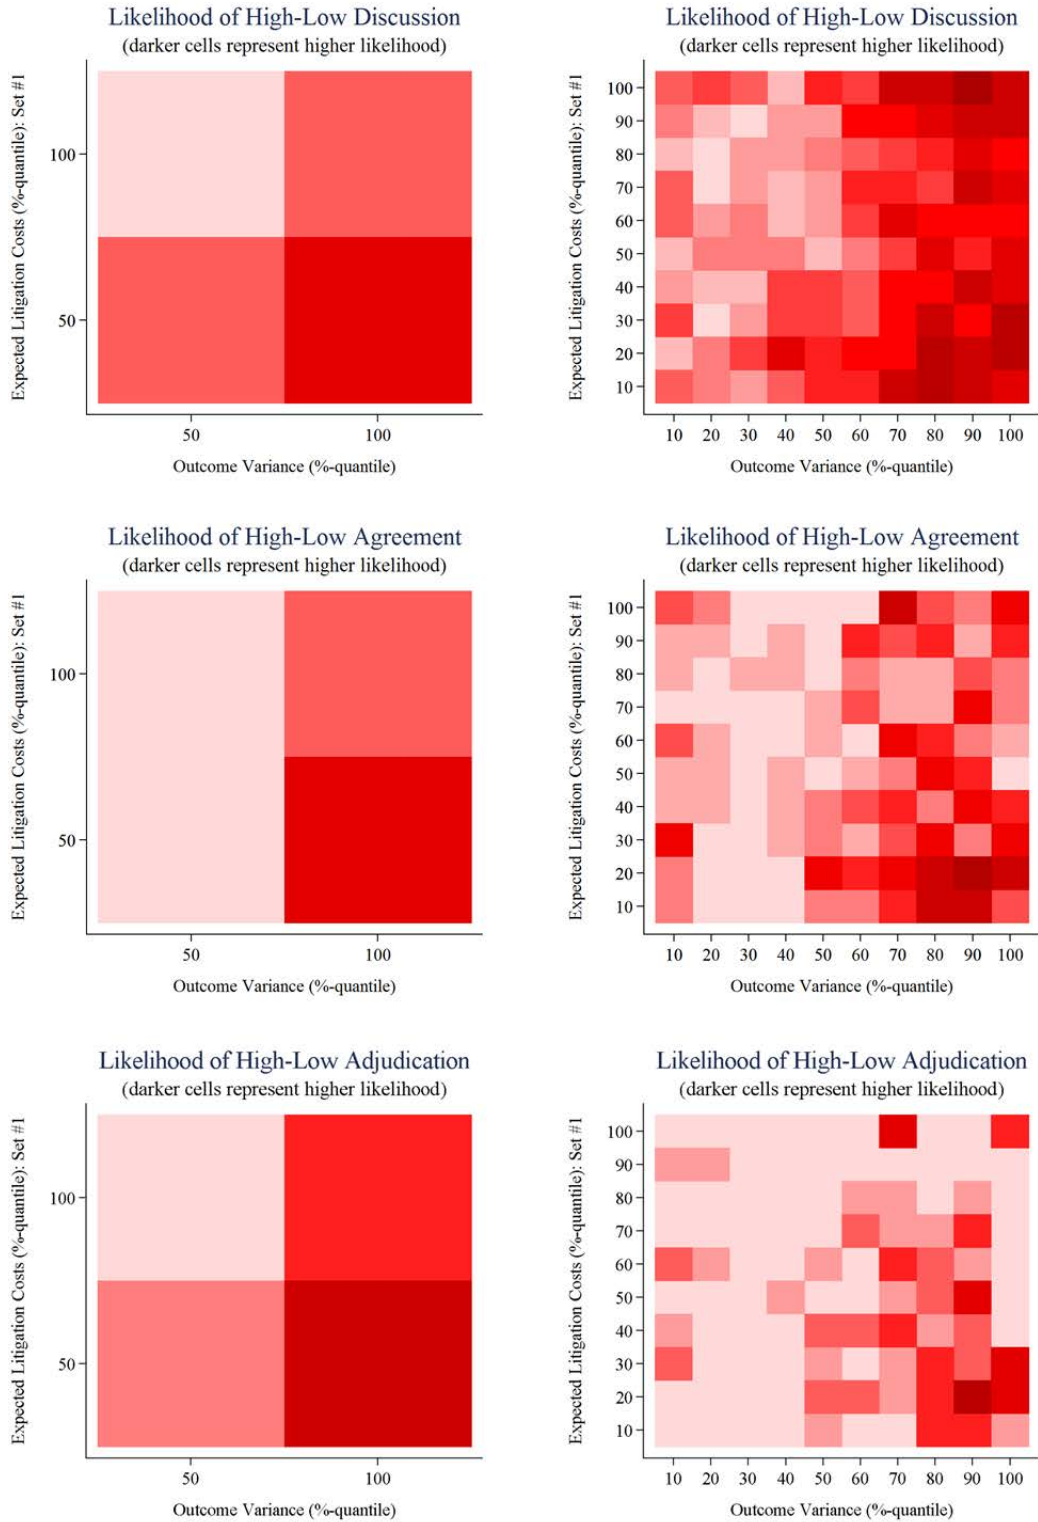 Likelihood of High-Low Discussion
(darker cells represent higher likelihood)
Expected Litigation Costs (%-quantile): Set #1
100
50
50 100
Outcome Variance (%-quantile)
Likelihood of High-Low Discussion
(darker cells represent higher likelihood)
Expected Litigation Costs (%-quantile): Set #1
100
90
80
70
60
50
40
30
20
10
10 20 30 40 50 60 70 80 90 100
Outcome Variance (%-quantile)
Likelihood of High-Low Agreement
(darker cells represent higher likelihood)
Expected Litigation Costs (%-quantile): Set #1
100
50
50 100
Outcome Variance (%-quantile)
Likelihood of High-Low Agreement
(darker cells represent higher likelihood)
Expected Litigation Costs (%-quantile): Set #1
100
90
80
70
60
50
40
30
20
10
10 20 30 40 50 60 70 80 90 100
Outcome Variance (%-quantile)
Likelihood of High-Low Adjudication
(darker cells represent higher likelihood)
Expected Litigation Costs (%-quantile): Set #1
100
50
50 100
Outcome Variance (%-quantile)
Likelihood of High-Low Adjudication
(darker cells represent higher likelihood)
Expected Litigation Costs (%-quantile): Set #1
100
90
80
70
60
50
40
30
20
10
10 20 30 40 50 60 70 80 90 100
Outcome Variance (%-quantile)